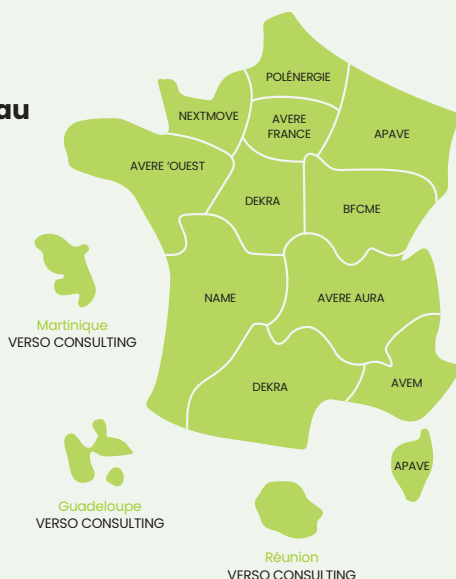 au
POLÉNERGIE
NEXTMOVE
AVERE
FRANCE
APAVE
AVERE ’OUEST
DEKRA
BFCME
NAME
AVERE AURA
Martinique
VERSO CONSULTING
DEKRA
AVEM
APAVE
Guadeloupe
VERSO CONSULTING
Réunion
VERSO CONSULTING